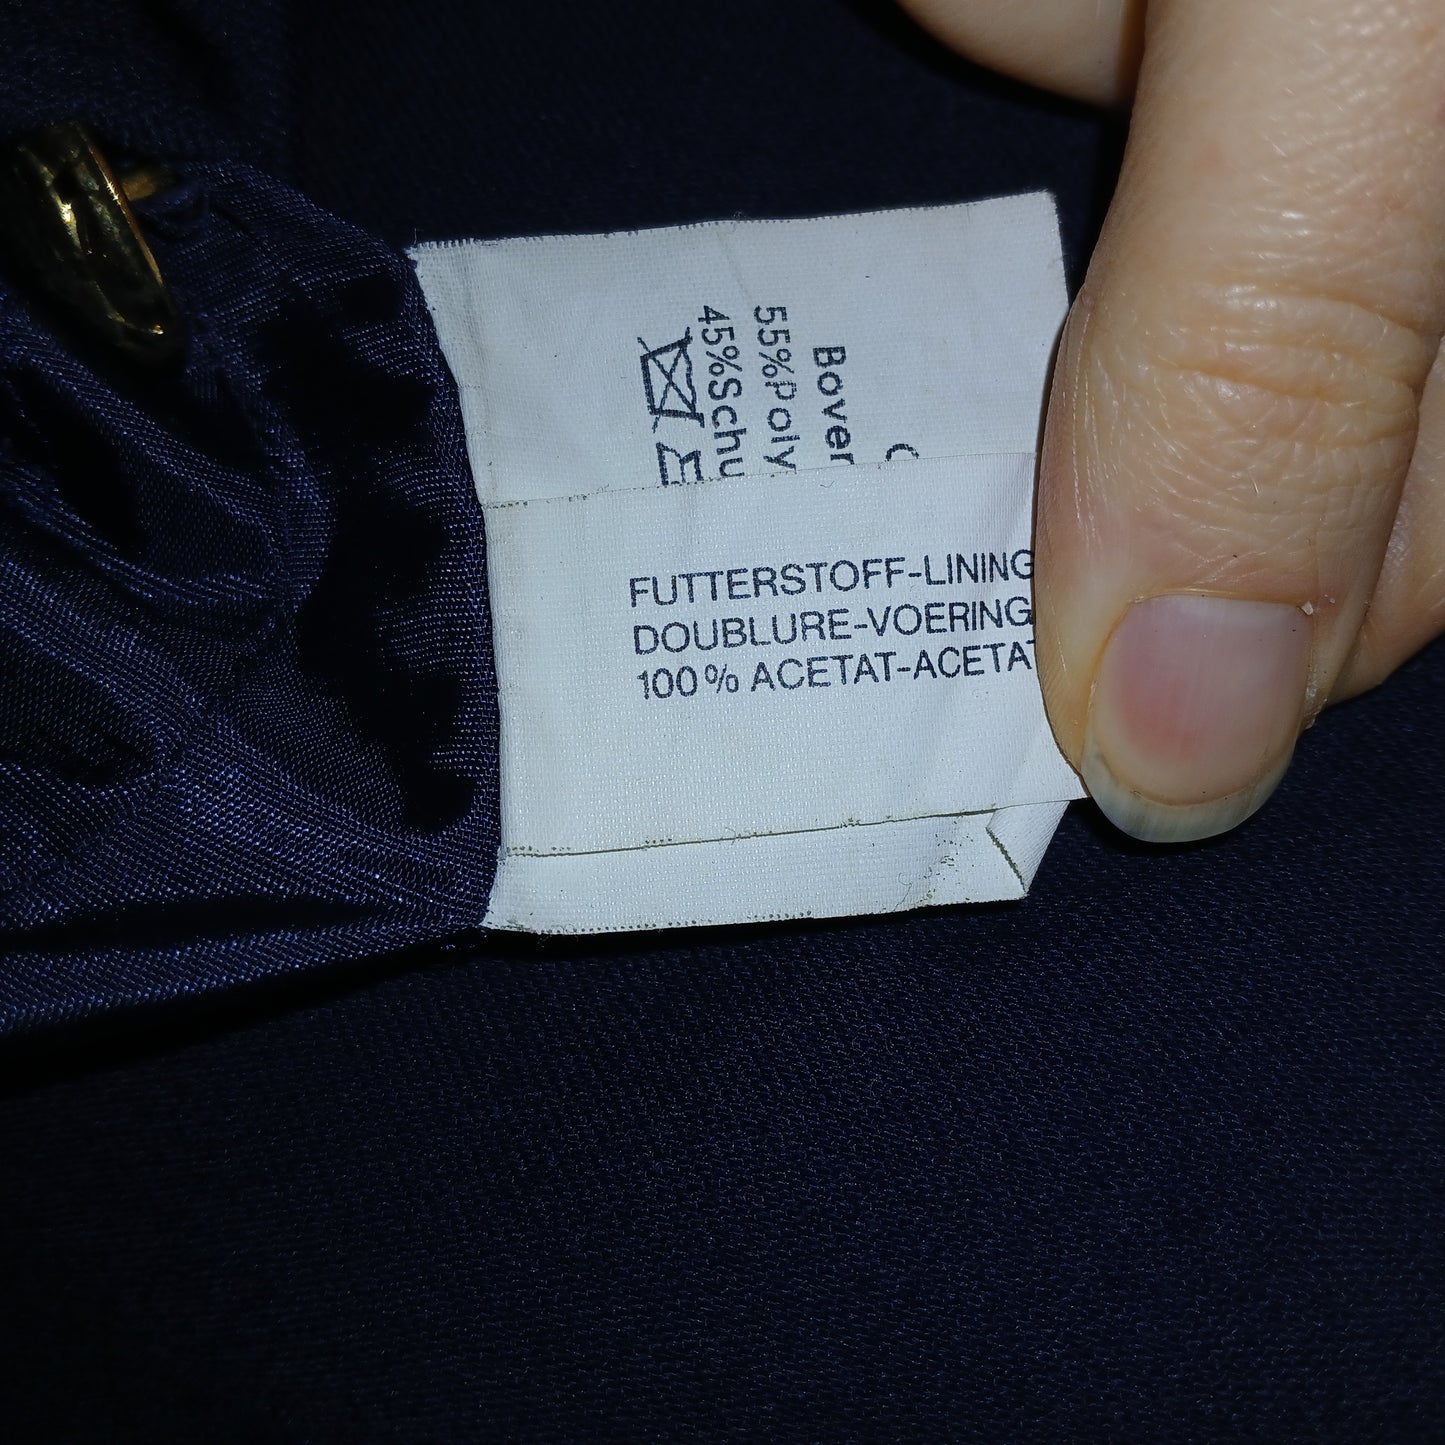 FUTTERSTOFF-LINING
DOUBLURE-VOERING
100% ACETAT-ACETAT
Bover
55%Poly
45%Schu